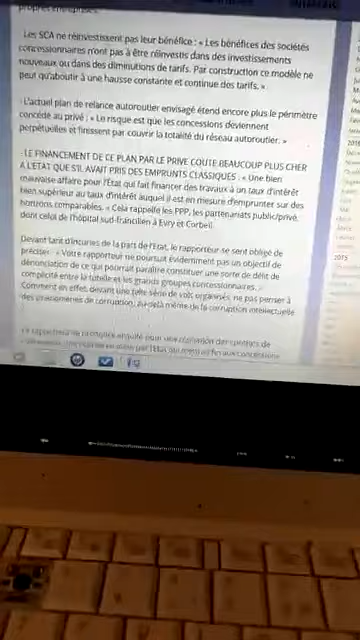 - Les SCA ne réinvestissent pas leur bénéfice : « Les bénéfices des sociétés
concessionnaires n'ont pas à être réinvestis dans des investissements
nouveaux ou dans des diminutions de tarifs. Par construction ce modèle ne
peut qu'aboutir à une hausse constante et continue des tarifs. »
- L'actuel plan de relance autoroutier envisagé étend encore plus le périmètre
concédé au privé : « Le risque est que les concessions deviennent
perpétuelles et finissent par couvrir la totalité du réseau autoroutier. »
- LE FINANCEMENT DE CE PLAN PAR LE PRIVE COUTE BEAUCOUP PLUS CHER
A L'ETAT QUE S'IL AVAIT PRIS DES EMPRUNTS CLASSIQUES : « Une bien
mauvaise affaire pour l'Etat qui fait financer des travaux à un taux d'intérêt
bien supérieur au taux d'intérêt auquel il est en mesure d'emprunter sur des
horizons comparables. « Cela rappelle les PPP, les partenariats public/privé,
dont celui de l'hôpital sud-francilien à Evry et Corbeil.
Devant tant d'incuries de la part de l'Etat, le rapporteur se sent obligé de
préciser : « Votre rapporteur ne poursuit évidemment pas un objectif de
dénonciation de ce qui pourrait paraître constituer une sorte de délit de
complicité entre la tutelle et les grands groupes concessionnaires. »
Comment en effet, devant une telle série de vols organisés, ne pas penser à
des phénomènes de corruption, au-delà même de la corruption intellectuelle
2015
hp